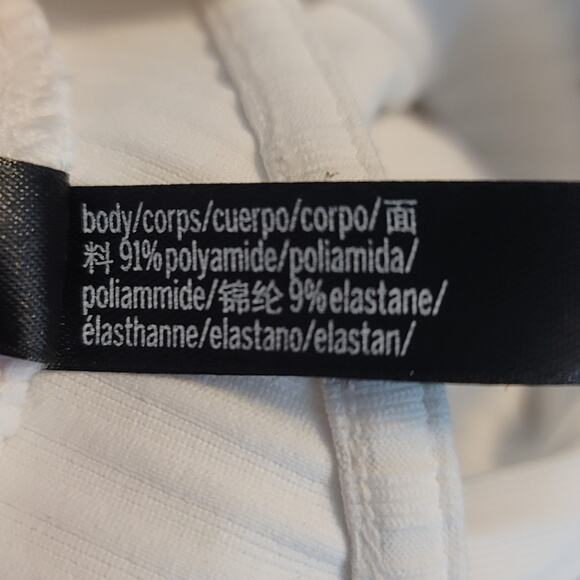 body/corps/cuerpo/corpo/面
料 91% polyamide/poliamida/
poliammide/锦纶 9% elastane/
élasthanne/elastano/elastan/